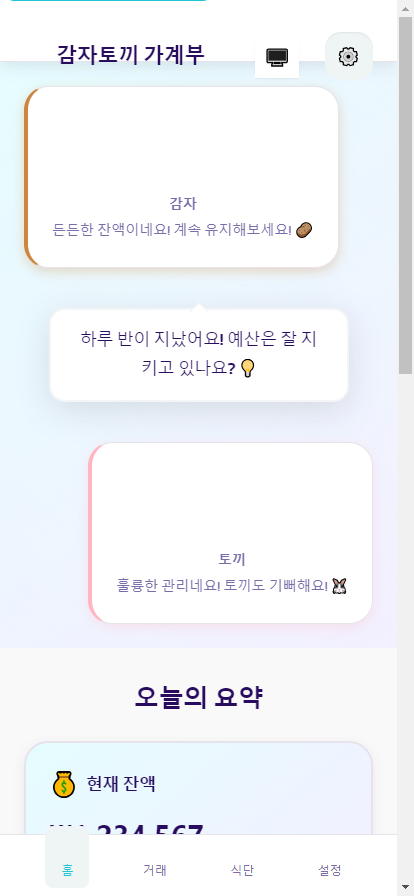 감자토끼 가계부
감자
든든한 잔액이네요! 계속 유지해보세요!
하루 반이 지났어요! 예산은 잘 지
키고 있나요?
토끼
훌륭한 관리네요! 토끼도 기뻐해요!
오늘의 요약
현재 잔액
홈
거래
식단
설정